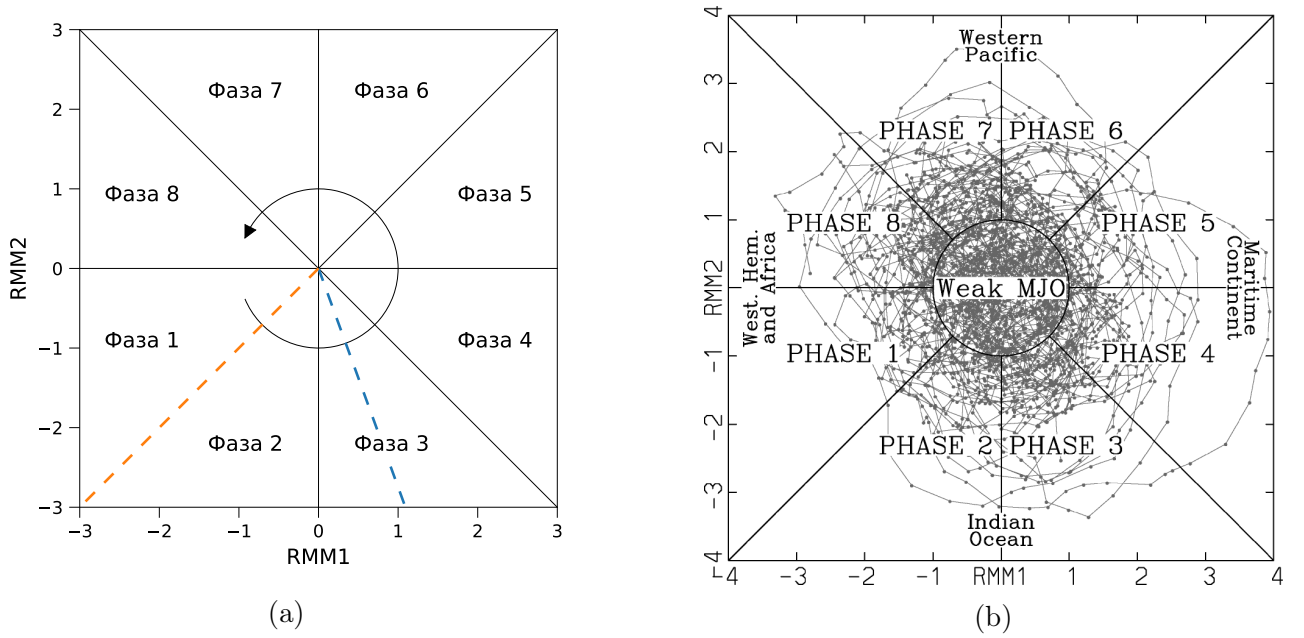 3
2
1
0
−1
−2
−3
RMM2
Фаза 7
Фаза 6
Фаза 8
Фаза 5
Фаза 1
Фаза 4
Фаза 2
Фаза 3
−3
−2
−1
0
1
2
3
RMM1
(a)
4
3
2
1
RMM2
-1
-2
-3
-4
Western
Pacific
PHASE 7
PHASE 6
PHASE 8
PHASE 5
West. Hem.
and Africa
Weak MJO
Maritime
Continent
PHASE 1
PHASE 4
PHASE 2
PHASE 3
Indian
Ocean
-4
-3
-2
-1
RMM1
1
2
3
4
(b)